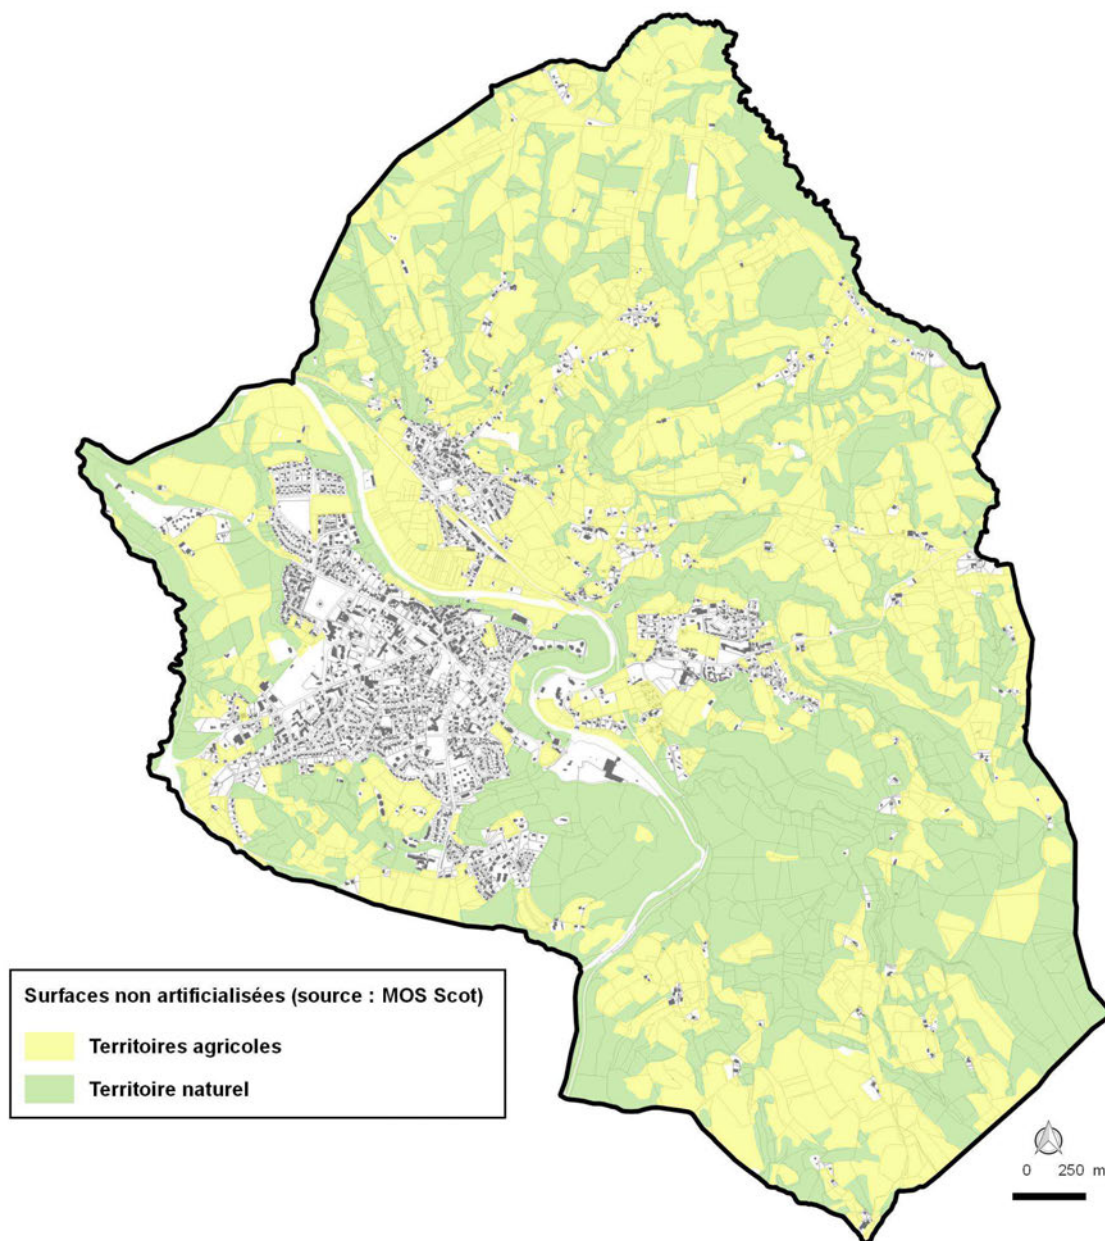 Surfaces non artificialisées (source : MOS Scot)
Territoires agricoles
Territoire naturel
0 250 m